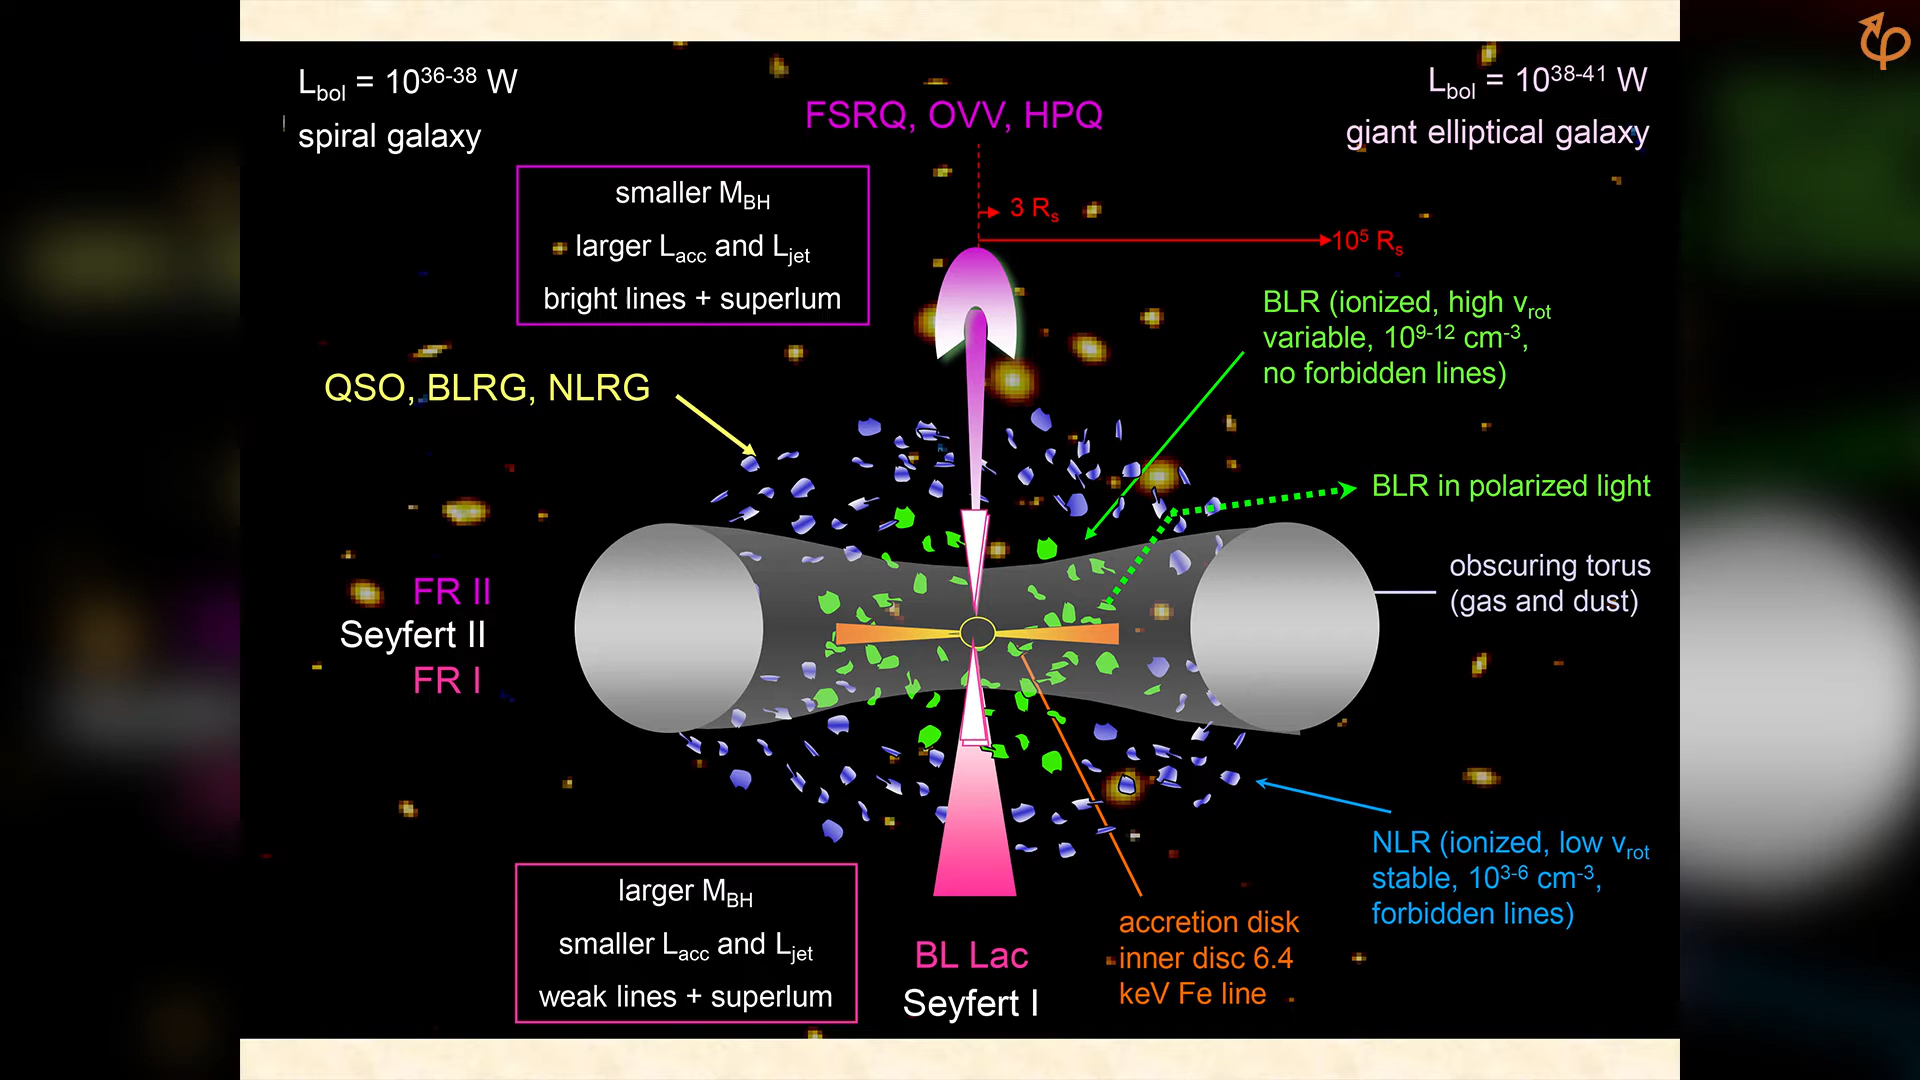 L_bol = 10^36-38 W
spiral galaxy
L_bol = 10^38-41 W
giant elliptical galaxy
FSRQ, OVV, HPQ
smaller M_BH
larger L_acc and L_jet
bright lines + superlum
3 R_s
10^5 R_s
BLR (ionized, high v_rot
variable, 10^9-12 cm^-3,
no forbidden lines)
QSO, BLRG, NLRG
BLR in polarized light
obscuring torus
(gas and dust)
FR II
Seyfert II
FR I
NLR (ionized, low v_rot
stable, 10^3-6 cm^-3,
forbidden lines)
larger M_BH
smaller L_acc and L_jet
weak lines + superlum
BL Lac
Seyfert I
accretion disk
inner disc 6.4
keV Fe line